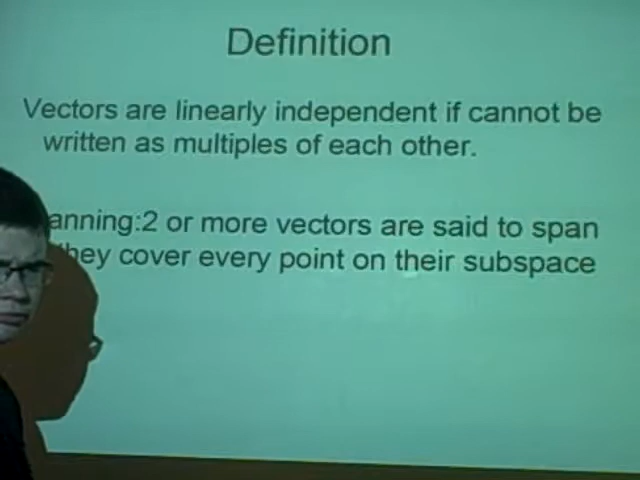 Definition
Vectors are linearly independent if cannot be
written as multiples of each other.
anning:2 or more vectors are said to span
they cover every point on their subspace